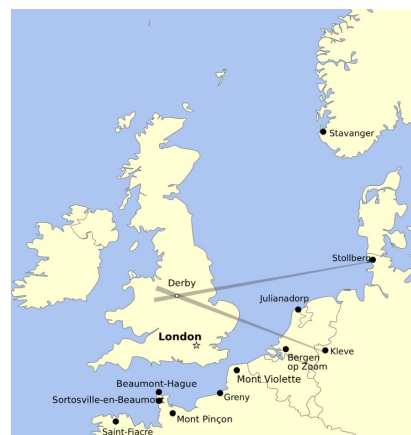 Stavanger
Stollberg
Derby
Julianadorp
London
Kleve
Bergen
op Zoom
Mont Violette
Beaumont-Hague
Greny
Sortosville-en-Beaumont
Mont Pinçon
Saint-Fiacre